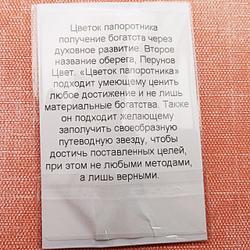 Цветок папоротника
получение богатств через
духовное развитие. Второе
название оберега, Перунов
Цвет. «Цветок папоротника»
подходит умеющему ценить
любое достижение и не лишь
материальные богатства. Также
он подходит желающему
заполучить своеобразную
путеводную звезду, чтобы
достичь поставленных целей,
при этом не любыми методами,
а лишь верными.